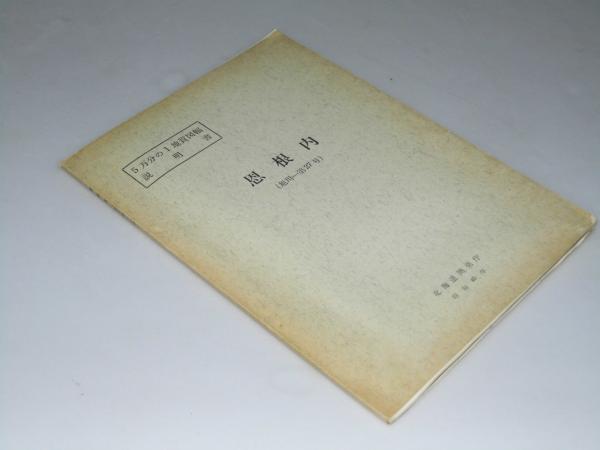 5万分の1地質図幅
説明書
恩根内
(旭川—第27号)
北海道開発庁